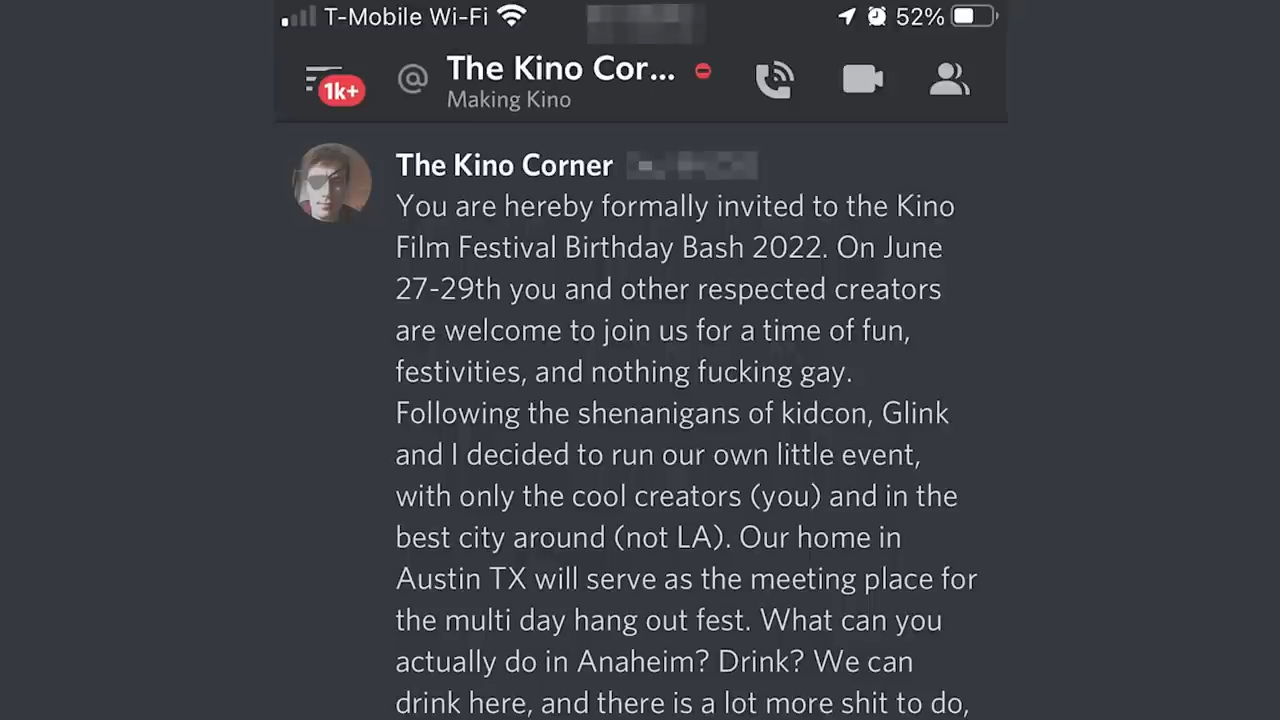 T-Mobile Wi-Fi 52%
1k+ @ The Kino Cor...
Making Kino
The Kino Corner
You are hereby formally invited to the Kino
Film Festival Birthday Bash 2022. On June
27-29th you and other respected creators
are welcome to join us for a time of fun,
festivities, and nothing fucking gay.
Following the shenanigans of kidcon, Glink
and I decided to run our own little event,
with only the cool creators (you) and in the
best city around (not LA). Our home in
Austin TX will serve as the meeting place for
the multi day hang out fest. What can you
actually do in Anaheim? Drink? We can
drink here, and there is a lot more shit to do,